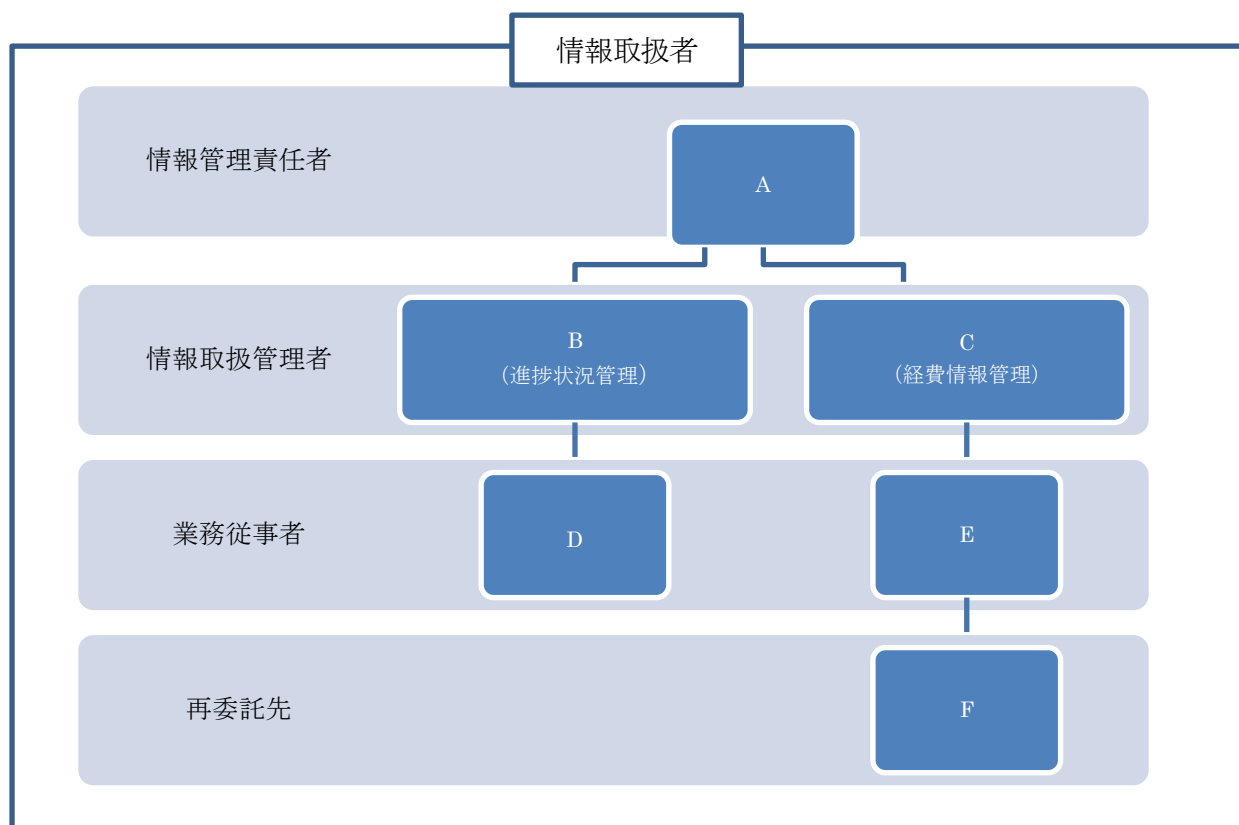 情報取扱者
情報管理責任者
A
情報取扱管理者
B
（進捗状況管理）
C
（経費情報管理）
業務従事者
D
E
再委託先
F